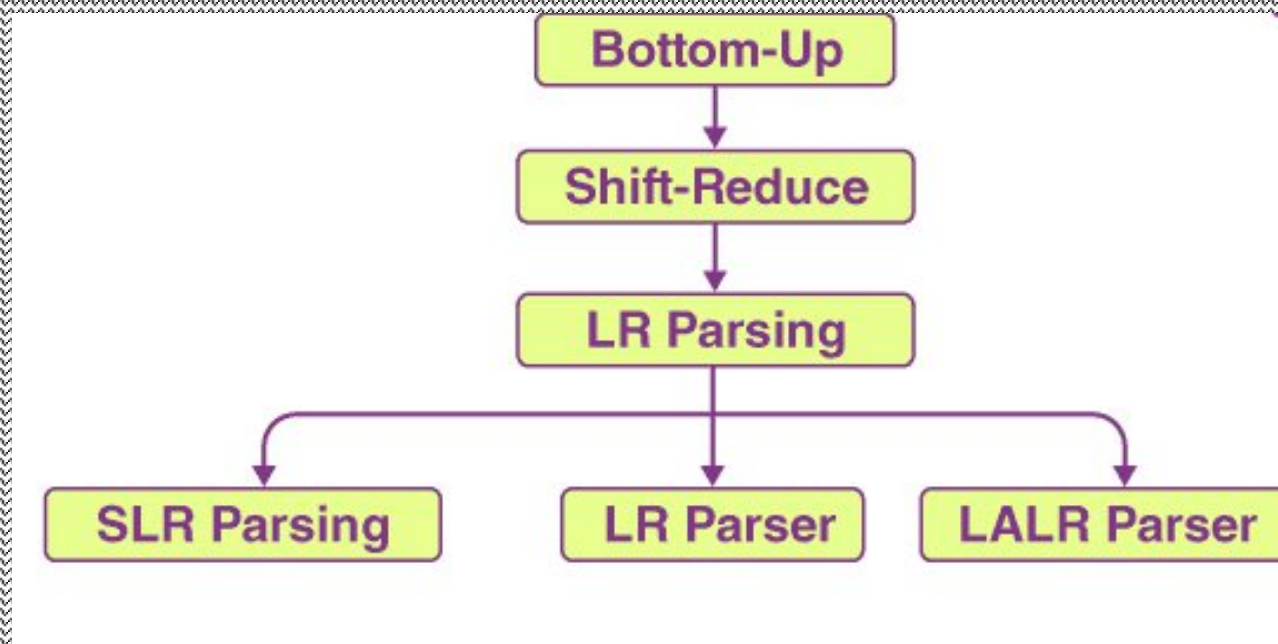 Bottom-Up
Shift-Reduce
LR Parsing
SLR Parsing
LR Parser
LALR Parser